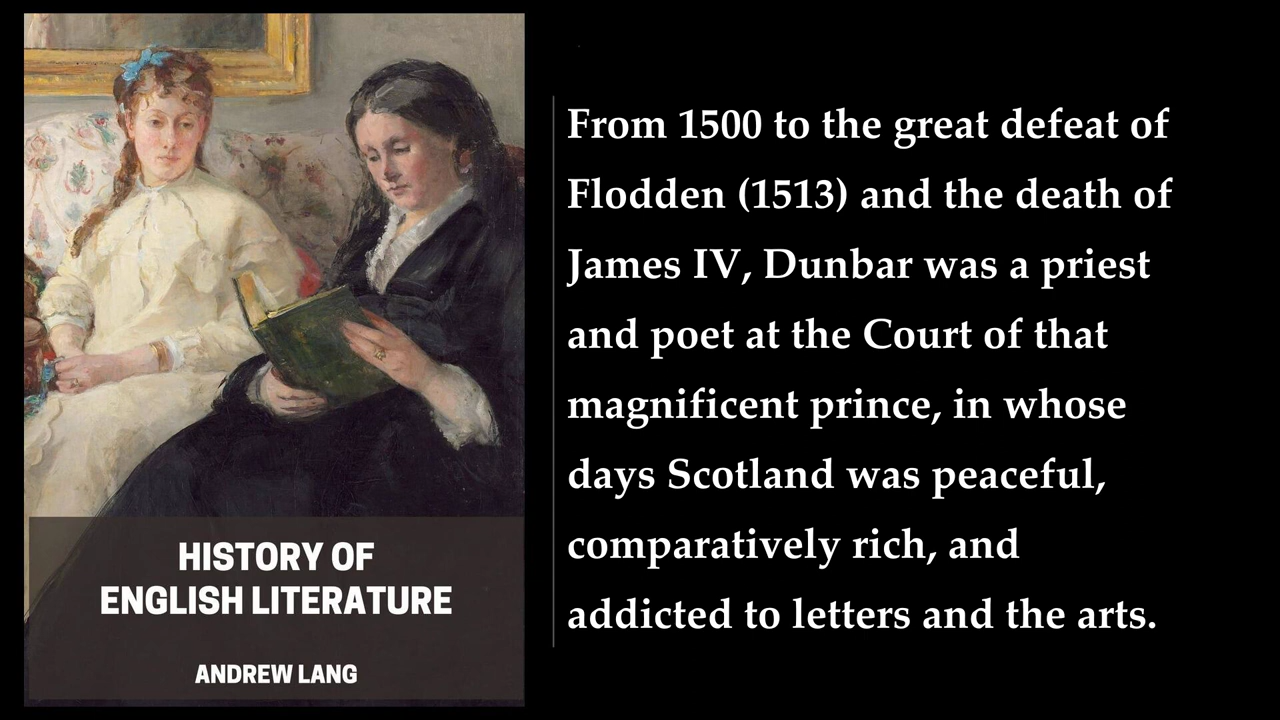 HISTORY OF
ENGLISH LITERATURE
ANDREW LANG
From 1500 to the great defeat of
Flodden (1513) and the death of
James IV, Dunbar was a priest
and poet at the Court of that
magnificent prince, in whose
days Scotland was peaceful,
comparatively rich, and
addicted to letters and the arts.